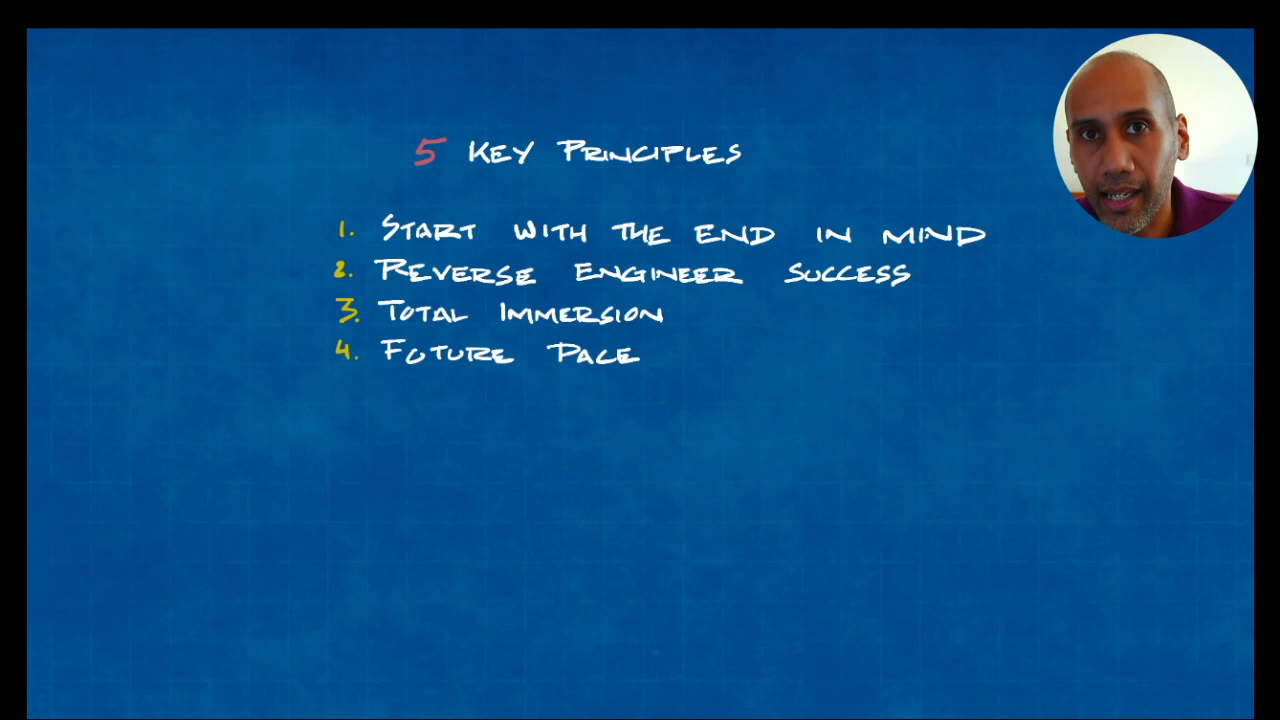 5 KEY PRINCIPLES
1. START WITH THE END IN MIND
2. REVERSE ENGINEER SUCCESS
3. TOTAL IMMERSION
4. FUTURE PACE